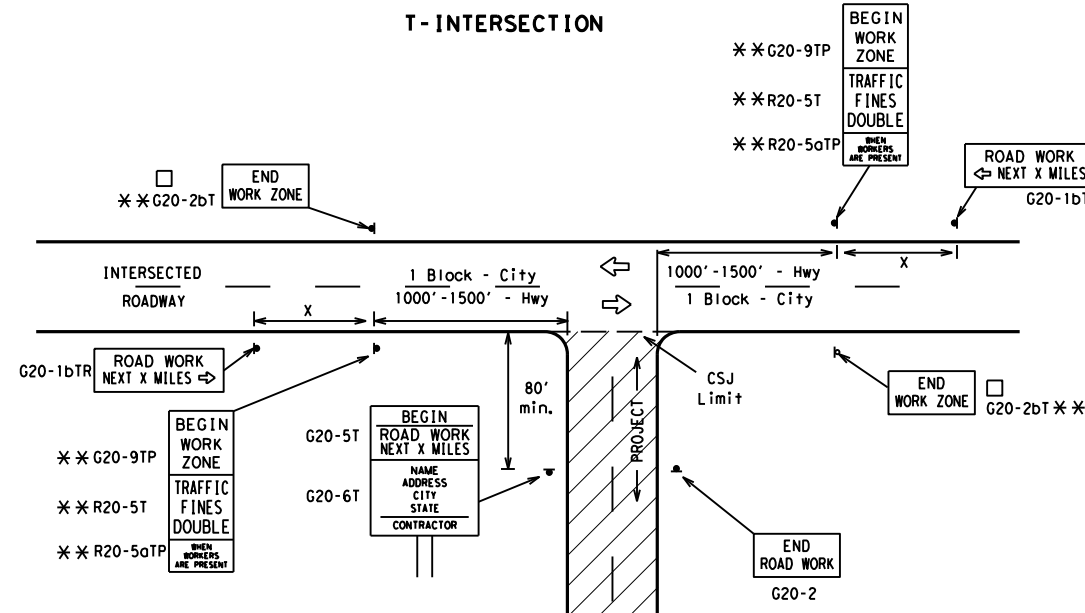 T-INTERSECTION
BEGIN
WORK
ZONE
TRAFFIC
FINES
DOUBLE
WHEN
WORKERS
ARE PRESENT
**G20-9TP
**R20-5T
**R20-5aTP
ROAD WORK
⇦ NEXT X MILES
G20-1bT
END
WORK ZONE
□
**G20-2bT
INTERSECTED
ROADWAY
1 Block - City
1000'-1500' - Hwy
X
1000'-1500' - Hwy
1 Block - City
X
G20-1bTR
ROAD WORK
NEXT X MILES ⇨
80'
min.
CSJ
Limit
PROJECT
END
WORK ZONE
□
G20-2bT **
**G20-9TP
**R20-5T
**R20-5aTP
BEGIN
WORK
ZONE
TRAFFIC
FINES
DOUBLE
WHEN
WORKERS
ARE PRESENT
G20-5T
G20-6T
BEGIN
ROAD WORK
NEXT X MILES
NAME
ADDRESS
CITY
STATE
CONTRACTOR
END
ROAD WORK
G20-2